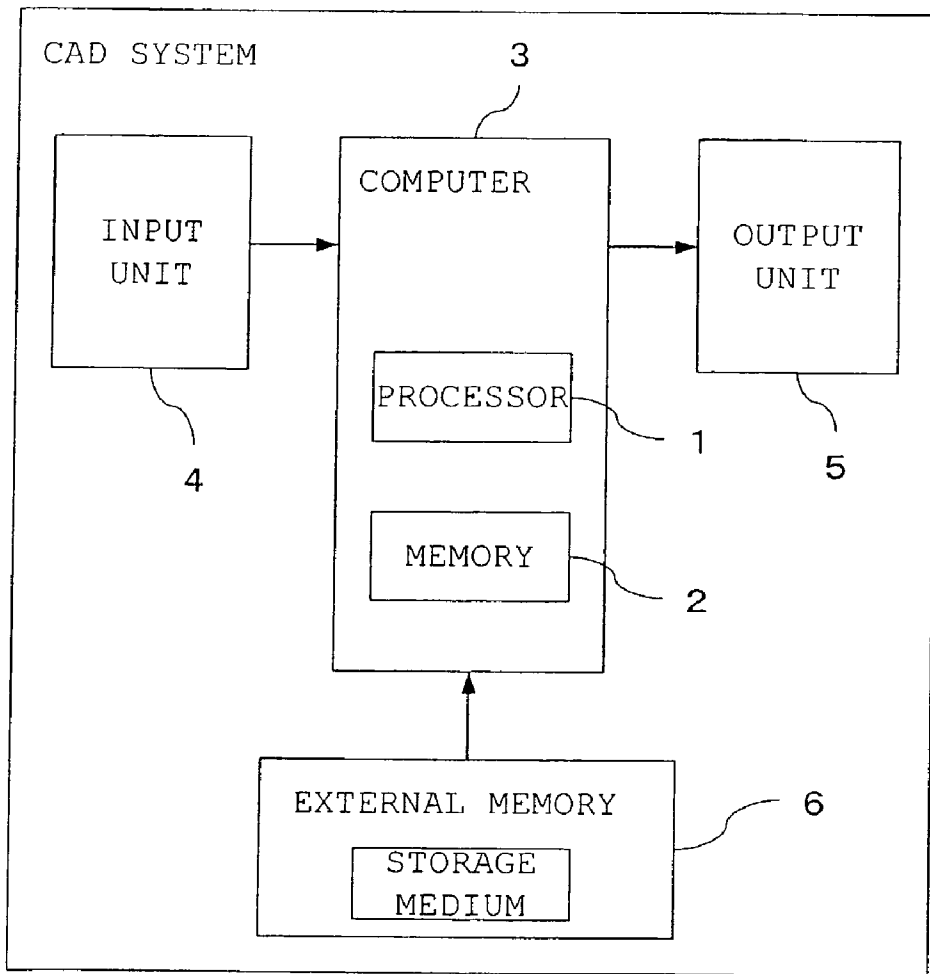 CAD SYSTEM
3
INPUT
UNIT
COMPUTER
OUTPUT
UNIT
PROCESSOR
4
1
5
MEMORY
2
EXTERNAL MEMORY
6
STORAGE
MEDIUM